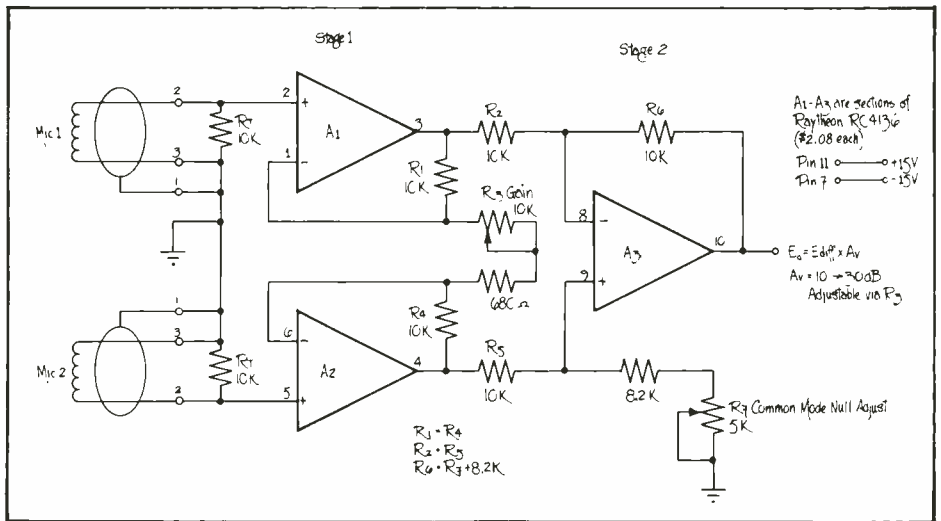 Stage 1
Stage 2
Mic 1
2
3
1
RT
10K
2
1
A1
3
R1
10K
R2
10K
R3 Gain
10K
680 Ω
R6
10K
8
9
A3
10
A1-A3 are sections of
Raytheon RC4136
($2.08 each)
Pin 11 +15V
Pin 7 -15V
Eo = Ediff x Av
Av = 10 → 30dB
Adjustable via R3
Mic 2
1
3
2
RT
10K
6
5
A2
4
R4
10K
R5
10K
8.2K
R7 Common Mode Null Adjust
5K
R1 = R4
R2 = R5
R6 = R7 + 8.2K